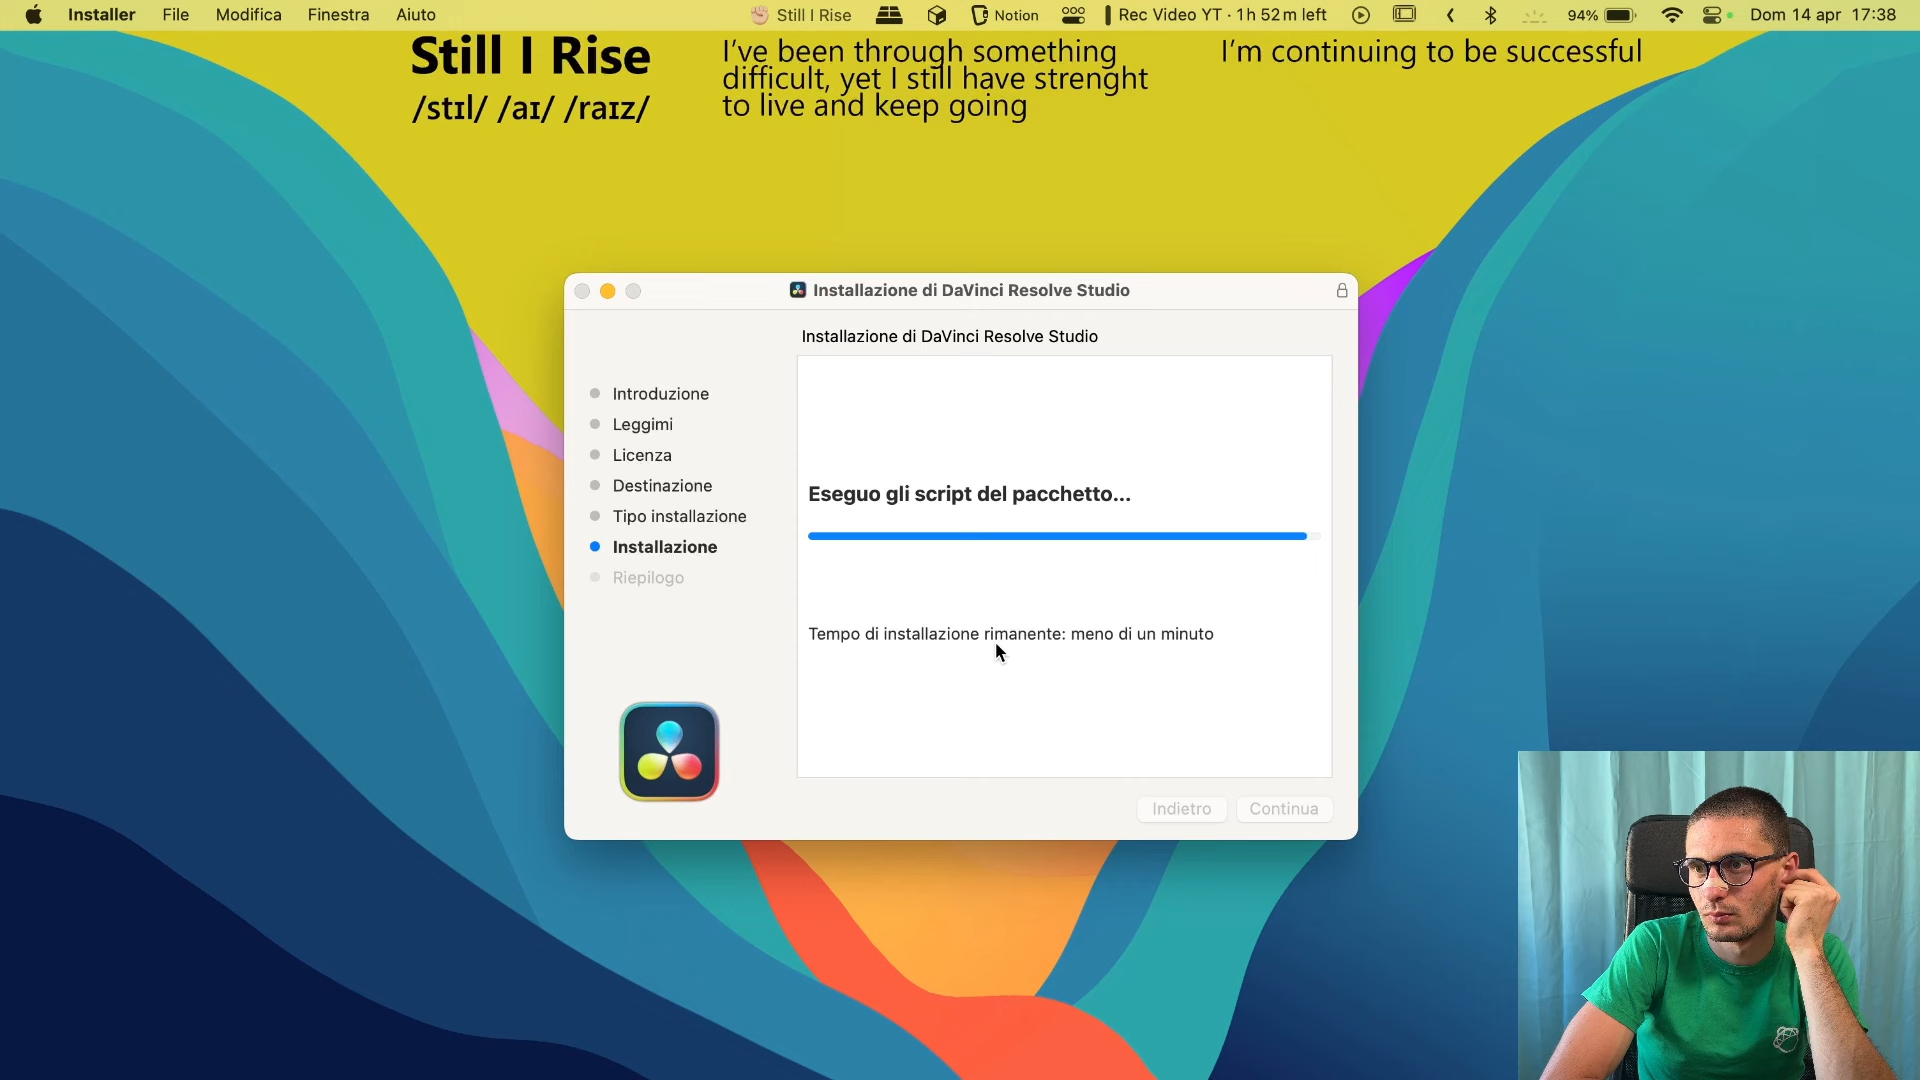 Installer File Modifica Finestra Aiuto Still I Rise Notion Rec Video YT · 1h 52m left 94% Dom 14 apr 17:38
Still I Rise
/stɪl/ /aɪ/ /raɪz/
I've been through something
difficult, yet I still have strenght
to live and keep going
I'm continuing to be successful
Installazione di DaVinci Resolve Studio
Installazione di DaVinci Resolve Studio
Introduzione
Leggimi
Licenza
Destinazione
Tipo installazione
Installazione
Riepilogo
Eseguo gli script del pacchetto...
Tempo di installazione rimanente: meno di un minuto
Indietro Continua